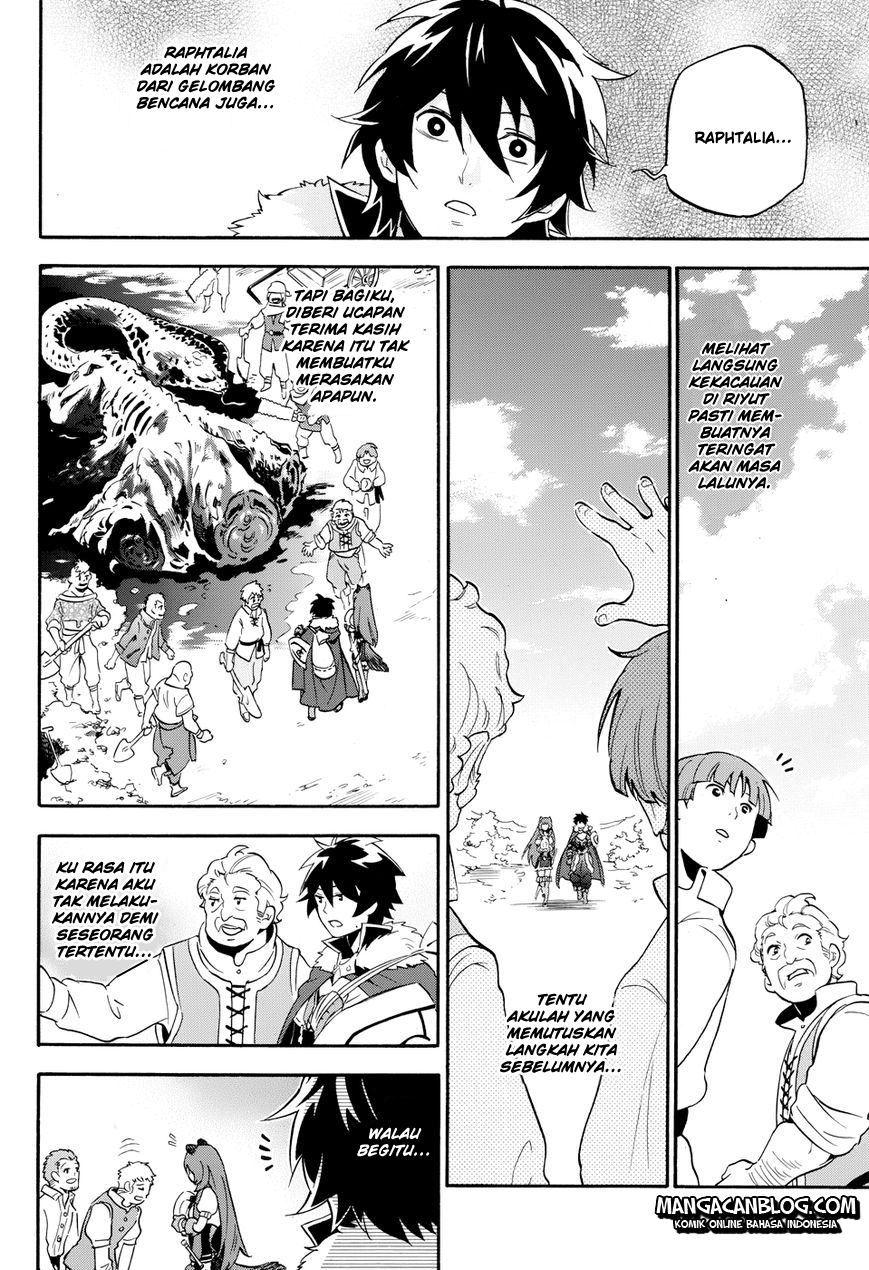 RAPHTALIA...
RAPHTALIA
ADALAH KORBAN
DARI GELOMBANG
BENCANA JUGA...
MELIHAT
LANGSUNG
KEKACAUAN
DI RIYUT
PASTI MEM-
BUATNYA
TERINGAT
AKAN MASA
LALUNYA.
TENTU
AKULAH YANG
MEMUTUSKAN
LANGKAH KITA
SEBELUMNYA...
TAPI BAGIKU,
DIBERI UCAPAN
TERIMA KASIH
KARENA ITU TAK
MEMBUATKU
MERASAKAN
APAPUN.
KU RASA ITU
KARENA AKU
TAK MELAKU-
KANNYA DEMI
SESEORANG
TERTENTU...
WALAU
BEGITU...
MANGACANBLOG.COM
KOMIK ONLINE BAHASA INDONESIA